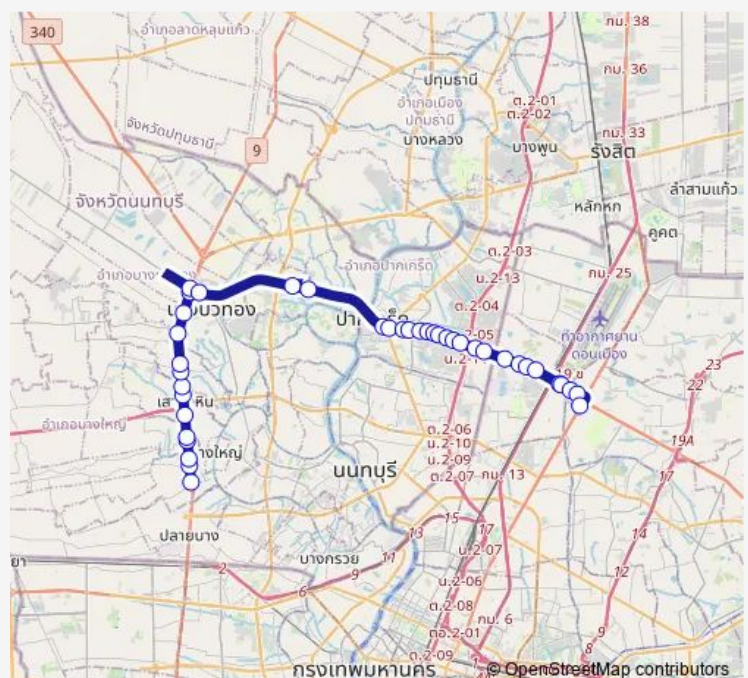 340
อำเภอลาดหลุมแก้ว
กม. 38
กม. 36
ปทุมธานี
ต.2-01
ต.2-02
อำเภอเมือง
ปทุมธานี
บางหลวง
กม. 33
จังหวัดปทุมธานี
9
บางพูน
รังสิต
ลำสามแก้ว
จังหวัดนนทบุรี
หลักหก
คูคต
ต.2-03
อำเภอปากเกร็ด
น.2-13
กม. 25
ต.2-04
ท่าอากาศยาน
ดอนเมือง
19 ข
23
22
อำเภอบางใหญ่
ต.2-06
น.2-10
19A
น.2-09
ต.2-07
กม. 13
17
นนทบุรี
15
17
13
ปลายบาง
น.2-07
14
บางกรวย
11
2
9
น.2-06
12
6
ต.2-08
กม. 6
ตอ.2-01
9
8
ต.2-09
กรุงเทพมหานคร
© OpenStreetMap contributors